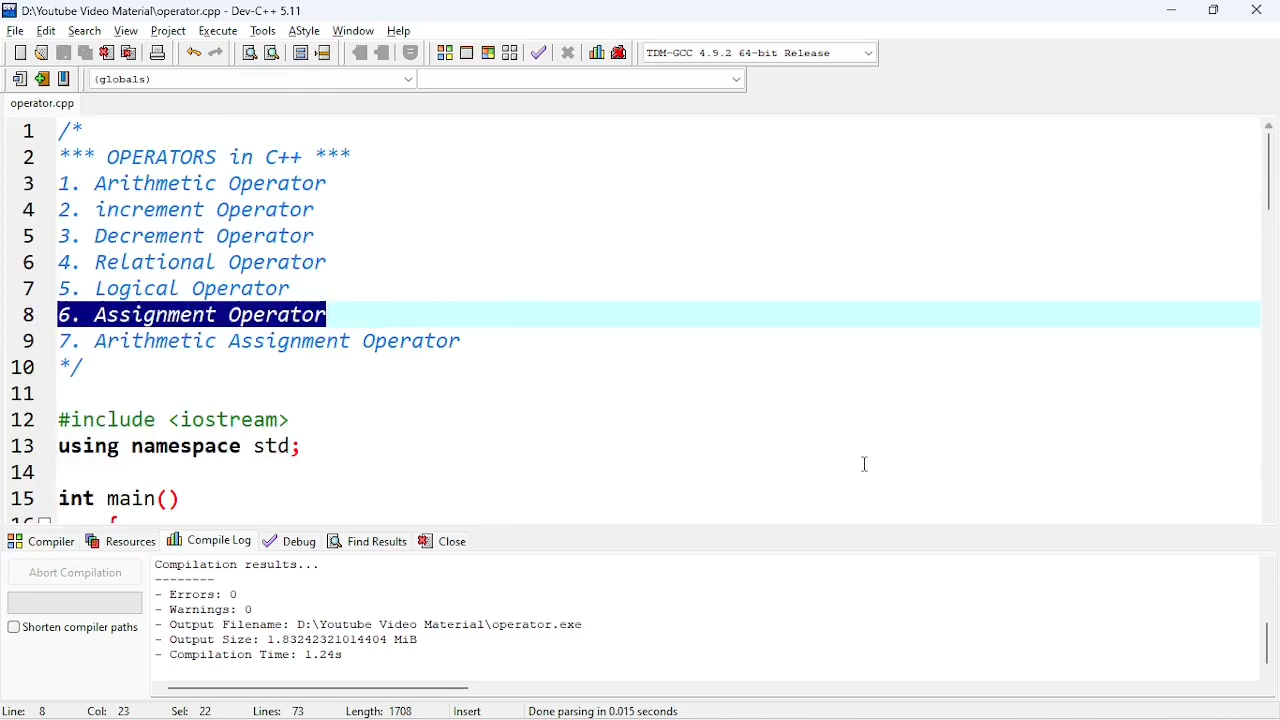 D:\Youtube Video Material\operator.cpp - Dev-C++ 5.11
File Edit Search View Project Execute Tools AStyle Window Help
TDM-GCC 4.9.2 64-bit Release
(globals)
operator.cpp
1 /*
2 *** OPERATORS in C++ ***
3 1. Arithmetic Operator
4 2. increment Operator
5 3. Decrement Operator
6 4. Relational Operator
7 5. Logical Operator
8 6. Assignment Operator
9 7. Arithmetic Assignment Operator
10 */
11
12 #include <iostream>
13 using namespace std;
14
15 int main()
16 {
Compiler Resources Compile Log Debug Find Results Close
Abort Compilation
Shorten compiler paths
Compilation results...
--------
- Errors: 0
- Warnings: 0
- Output Filename: D:\Youtube Video Material\operator.exe
- Output Size: 1.83242321014404 MiB
- Compilation Time: 1.24s
Line: 8 Col: 23 Sel: 22 Lines: 73 Length: 1708 Insert Done parsing in 0.015 seconds